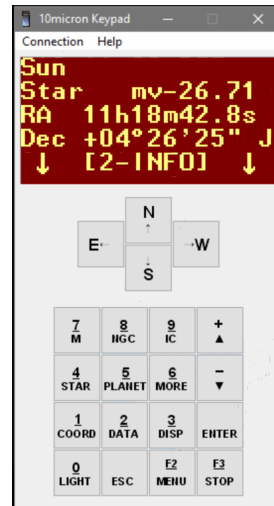 10micron Keypad
Connection Help
Sun
Star mv-26.71
RA 11h18m42.8s
Dec +04°26'25" J
↓ [2-INFO] ↓
N
↑
E← →W
↓
S
7 8 9 +
M NGC IC ▲
4 5 6 –
STAR PLANET MORE ▼
1 2 3
COORD DATA DISP ENTER
0 F2 F3
LIGHT ESC MENU STOP